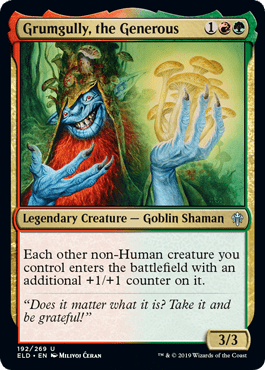 Grumgully, the Generous 1
Legendary Creature — Goblin Shaman
Each other non-Human creature you
control enters the battlefield with an
additional +1/+1 counter on it.
“Does it matter what it is? Take it and
be grateful!”
3/3
192/269 U
ELD • EN MILIVOJ ĆERAN
™ & © 2019 Wizards of the Coast